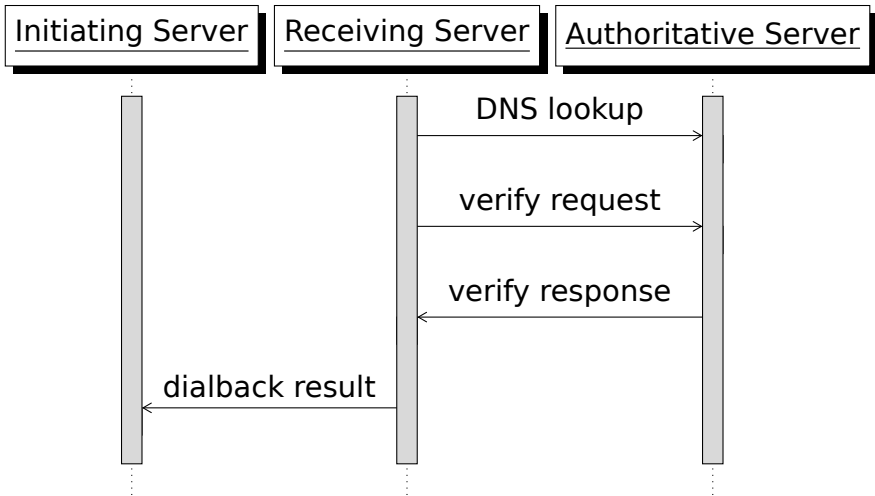 Initiating Server
Receiving Server
Authoritative Server
DNS lookup
verify request
verify response
dialback result